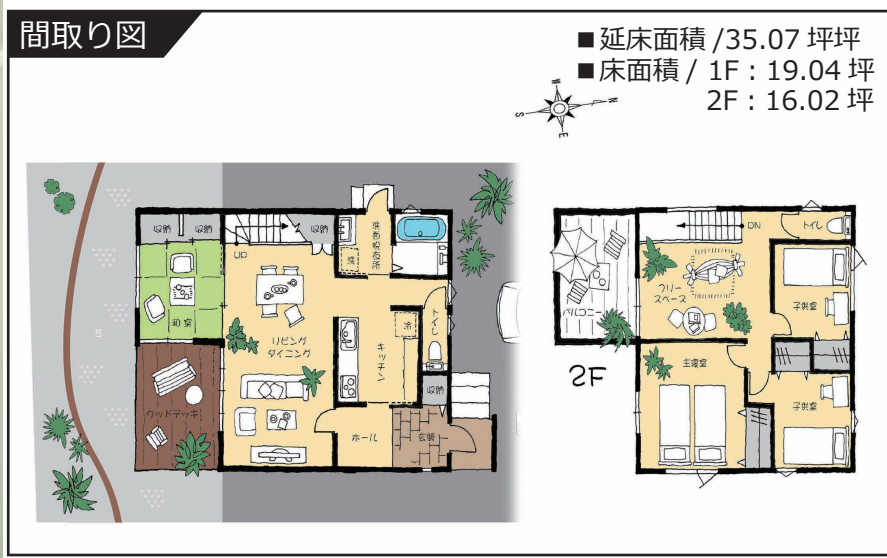 間取り図
■延床面積 /35.07 坪坪
■床面積 / 1F：19.04 坪
2F：16.02 坪
N
S
E
収納
収納
UP
収納
洗面脱衣所
洗
和室
リビング
ダイニング
キッチン
冷
トイレ
収納
ウッドデッキ
ホール
玄関
DN
トイレ
バルコニー
フリー
スペース
子供室
主寝室
子供室
2F